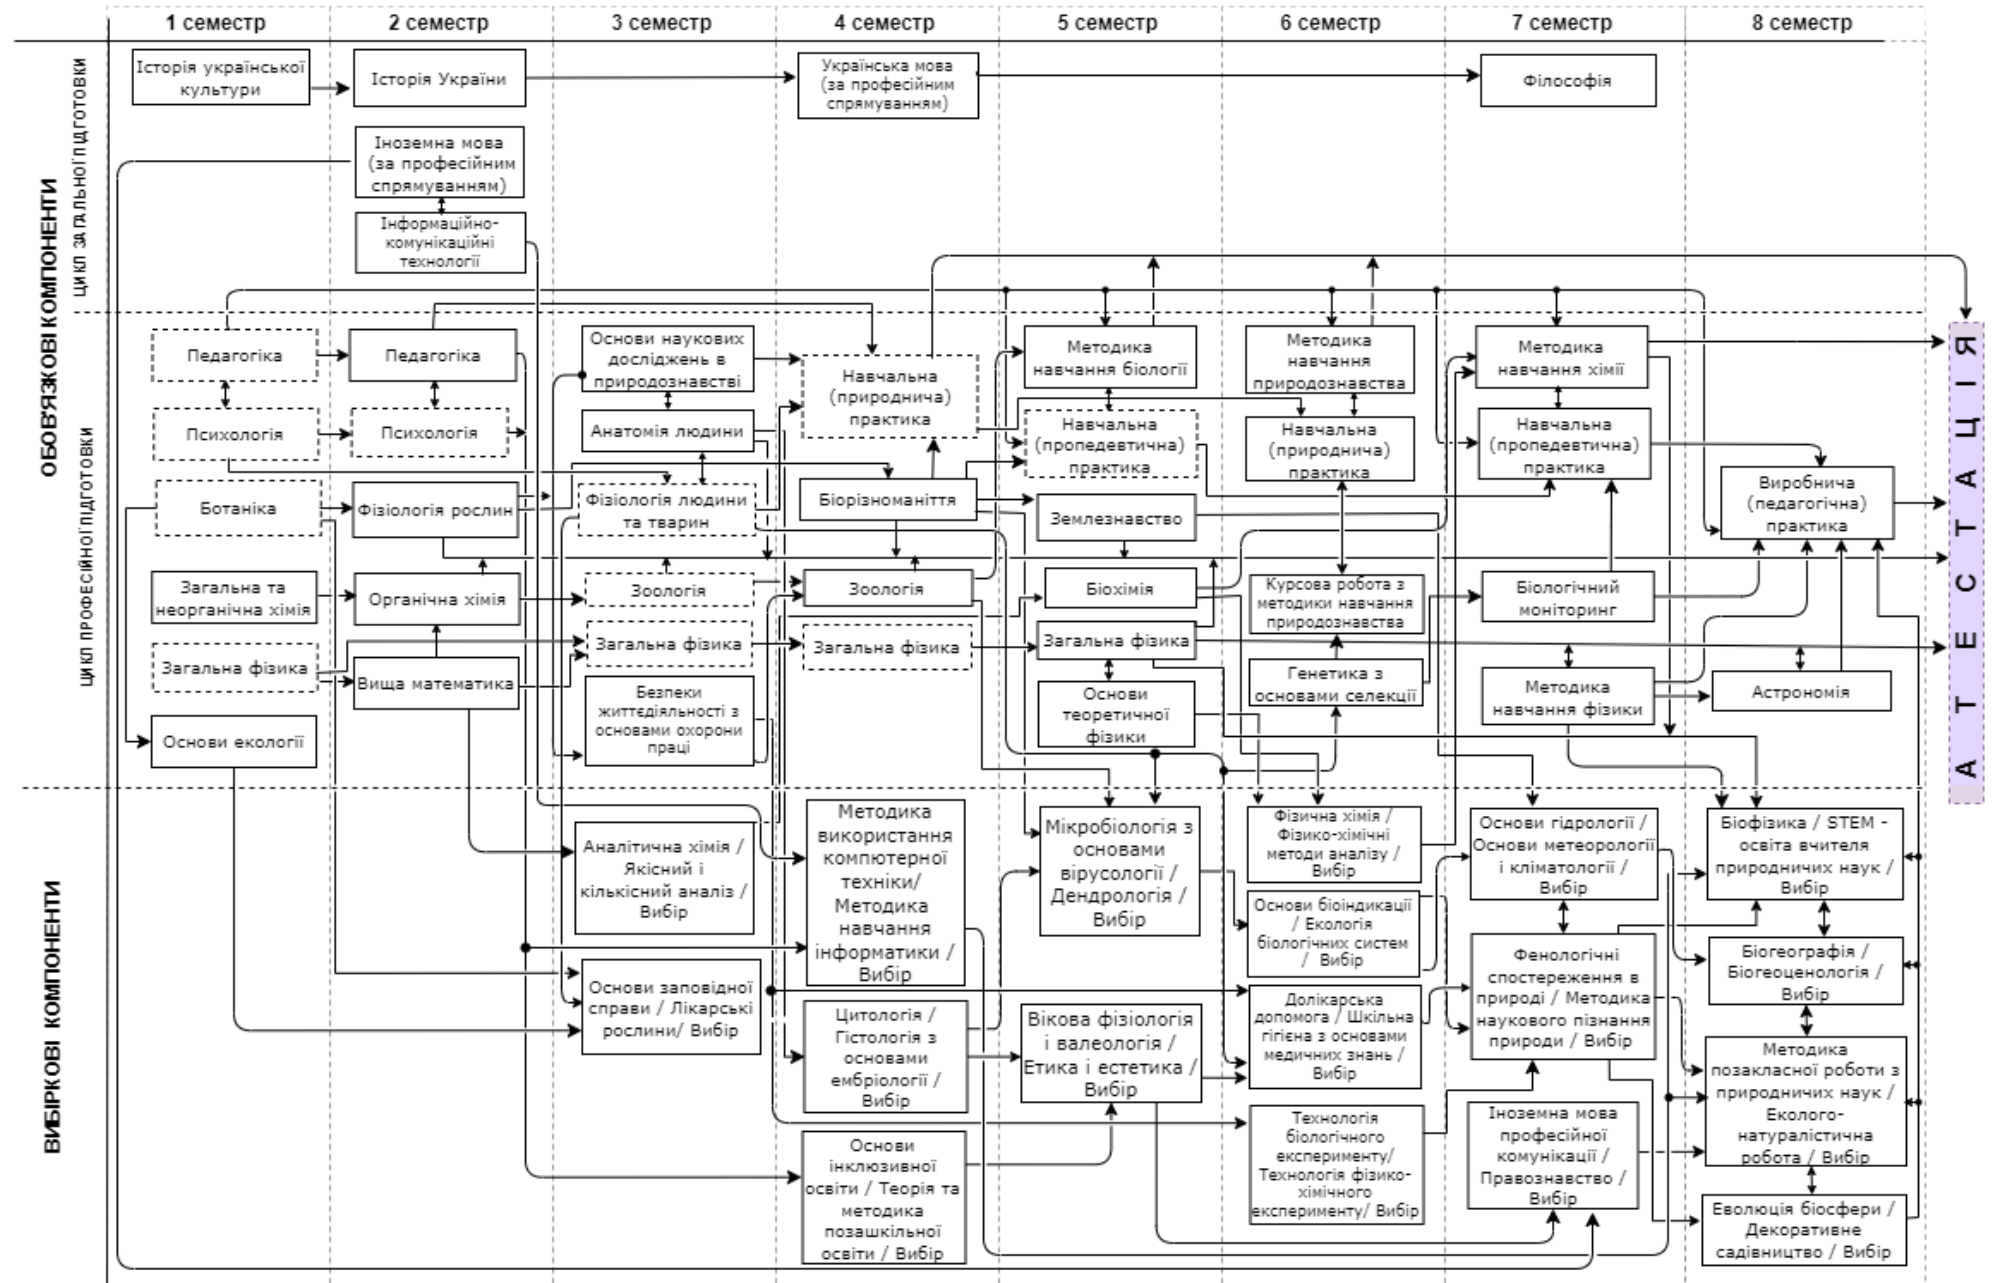 1 семестр
2 семестр
3 семестр
4 семестр
5 семестр
6 семестр
7 семестр
8 семестр
ОБОВ'ЯЗКОВІ КОМПОНЕНТИ
ЦИКЛ ЗАГАЛЬНОЇ ПІДГОТОВКИ
Історія української
культури
Історія України
Українська мова
(за професійним
спрямуванням)
Філософія
Іноземна мова
(за професійним
спрямуванням)
Інформаційно-
комунікаційні
технології
ЦИКЛ ПРОФЕСІЙНОЇ ПІДГОТОВКИ
Педагогіка
Психологія
Ботаніка
Загальна та
неорганічна хімія
Загальна фізика
Основи екології
Педагогіка
Психологія
Фізіологія рослин
Органічна хімія
Вища математика
Основи наукових
досліджень в
природознавстві
Анатомія людини
Фізіологія людини
та тварин
Зоологія
Загальна фізика
Безпеки
життєдіяльності з
основами охорони
праці
Навчальна
(природнича)
практика
Біорізноманіття
Зоологія
Загальна фізика
Методика
навчання біології
Навчальна
(пропедевтична)
практика
Землезнавство
Біохімія
Загальна фізика
Основи
теоретичної
фізики
Методика
навчання
природознавства
Навчальна
(природнича)
практика
Курсова робота з
методики навчання
природознавства
Генетика з
основами селекції
Методика
навчання хімії
Навчальна
(пропедевтична)
практика
Біологічний
моніторинг
Методика
навчання фізики
Виробнича
(педагогічна)
практика
Астрономія
АТЕСТАЦІЯ
ВИБІРКОВІ КОМПОНЕНТИ
Аналітична хімія /
Якісний і
кількісний аналіз /
Вибір
Основи заповідної
справи / Лікарські
рослини/ Вибір
Методика
використання
компютерної
техніки/
Методика
навчання
інформатики /
Вибір
Цитологія /
Гістологія з
основами
ембріології /
Вибір
Основи
інклюзивної
освіти / Теорія та
методика
позашкільної
освіти / Вибір
Мікробіологія з
основами
вірусології /
Дендрологія /
Вибір
Вікова фізіологія
і валеологія /
Етика і естетика /
Вибір
Фізична хімія /
Фізико-хімічні
методи аналізу /
Вибір
Основи біоіндикації
/ Екологія
біологічних систем
/ Вибір
Долікарська
допомога / Шкільна
гігієна з основами
медичних знань /
Вибір
Технологія
біологічного
експерименту/
Технологія фізико-
хімічного
експерименту/ Вибір
Основи гідрології /
Основи метеорології
і кліматології /
Вибір
Фенологічні
спостереження в
природі / Методика
наукового пізнання
природи / Вибір
Іноземна мова
професійної
комунікації /
Правознавство /
Вибір
Біофізика / STEM -
освіта вчителя
природничих наук /
Вибір
Біогеографія /
Біогеоценологія /
Вибір
Методика
позакласної роботи з
природничих наук /
Еколого-
натуралістична
робота / Вибір
Еволюція біосфери /
Декоративне
садівництво / Вибір